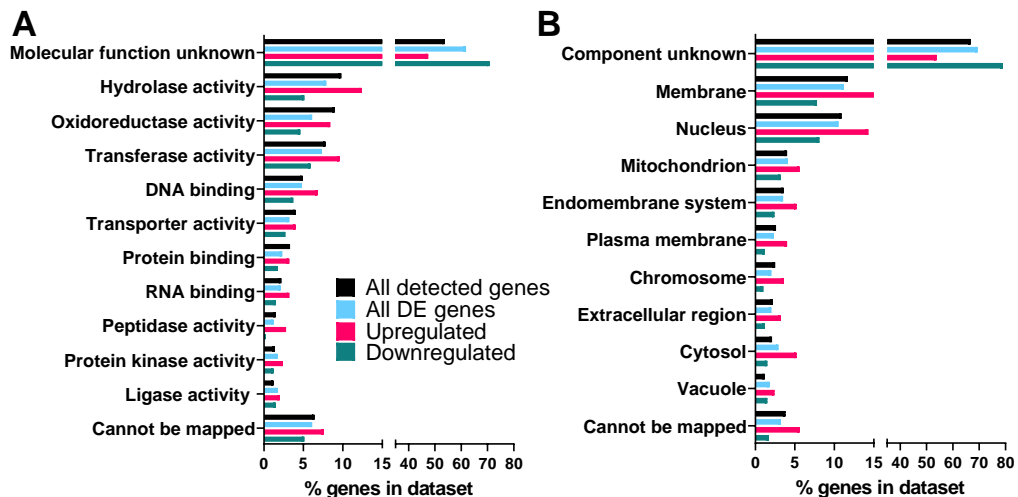 A
Molecular function unknown
Hydrolase activity
Oxidoreductase activity
Transferase activity
DNA binding
Transporter activity
Protein binding
RNA binding
Peptidase activity
Protein kinase activity
Ligase activity
Cannot be mapped
0 5 10 15 40 50 60 70 80
% genes in dataset
All detected genes
All DE genes
Upregulated
Downregulated
B
Component unknown
Membrane
Nucleus
Mitochondrion
Endomembrane system
Plasma membrane
Chromosome
Extracellular region
Cytosol
Vacuole
Cannot be mapped
0 5 10 15 40 50 60 70 80
% genes in dataset